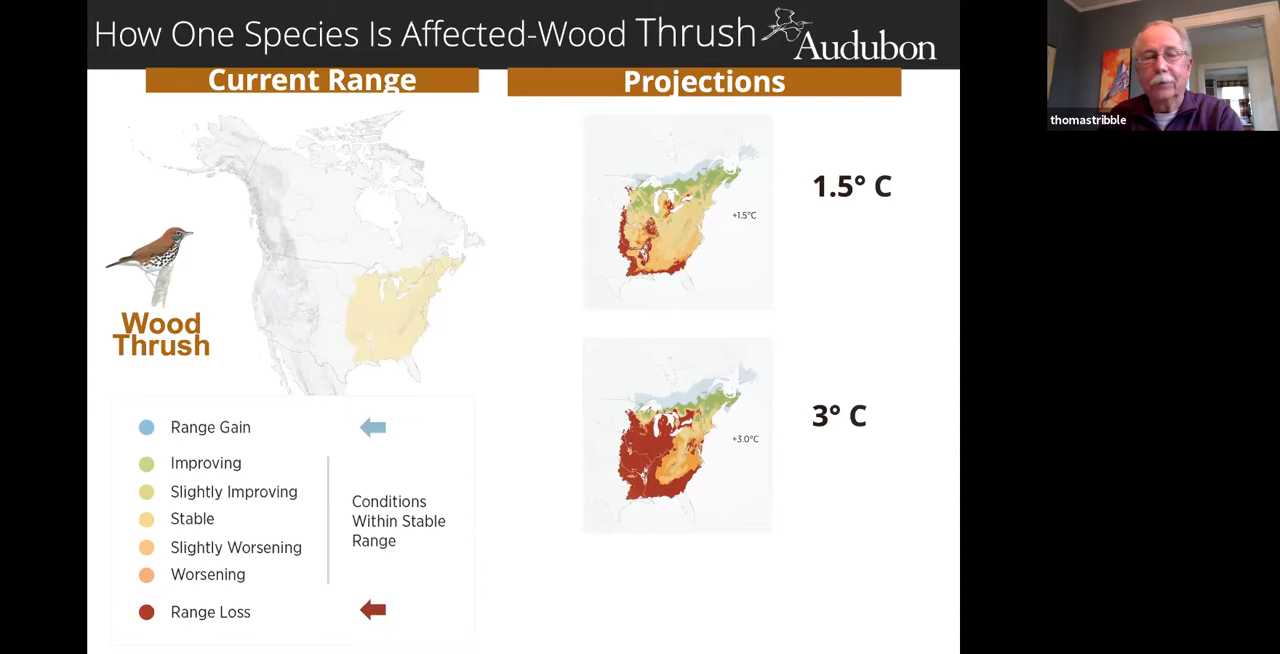 How One Species Is Affected-Wood Thrush
Audubon
Current Range
Projections
thomastribble
1.5° C
+1.5°C
Wood
Thrush
3° C
+3.0°C
Range Gain
Improving
Slightly Improving
Stable
Slightly Worsening
Worsening
Conditions
Within Stable
Range
Range Loss